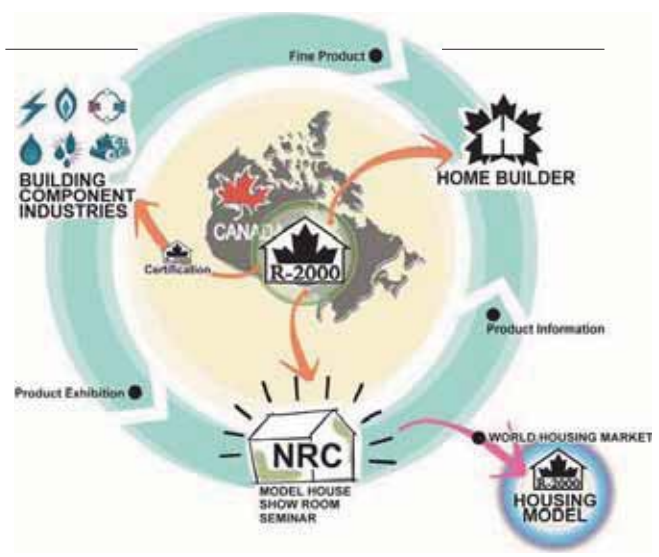 Fine Product
BUILDING
COMPONENT
INDUSTRIES
HOME BUILDER
CANADA
R-2000
Certification
Product Information
Product Exhibition
NRC
MODEL HOUSE
SHOW ROOM
SEMINAR
WORLD HOUSING MARKET
R-2000
HOUSING
MODEL